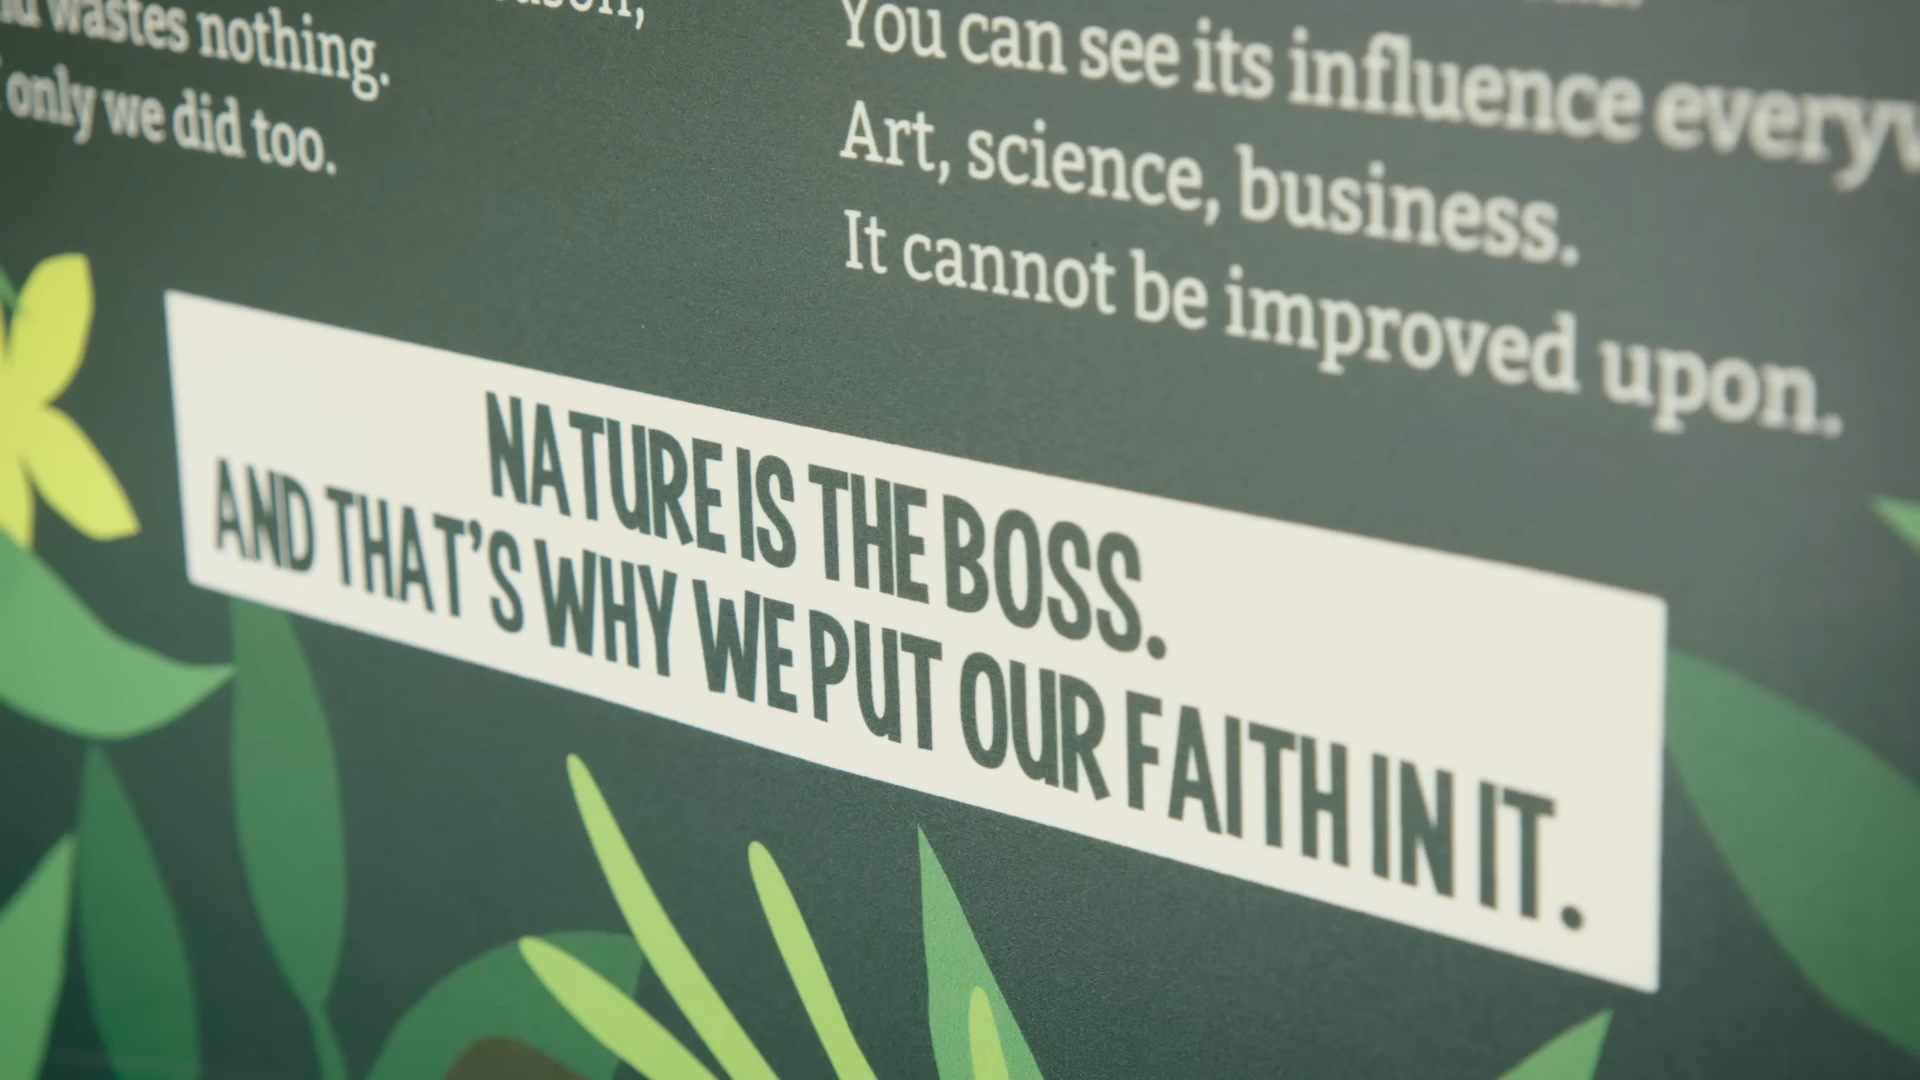 wastes nothing.
only we did too.
You can see its influence
Art, science, business.
It cannot be improved upon.
NATURE IS THE BOSS.
AND THAT'S WHY WE PUT OUR FAITH IN IT.